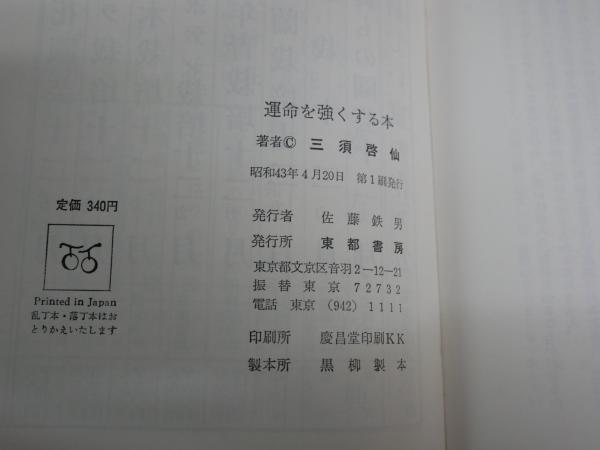 運命を強くする本
著者© 三須啓仙
昭和43年4月20日 第1刷発行
発行者 佐藤鉄男
発行所 東都書房
東京都文京区音羽2-12-21
振替東京 72732
電話 東京 (942) 1111
印刷所 慶昌堂印刷KK
製本所 黒柳製本
定価 340円
Printed in Japan
乱丁本・落丁本はお
とりかえいたします